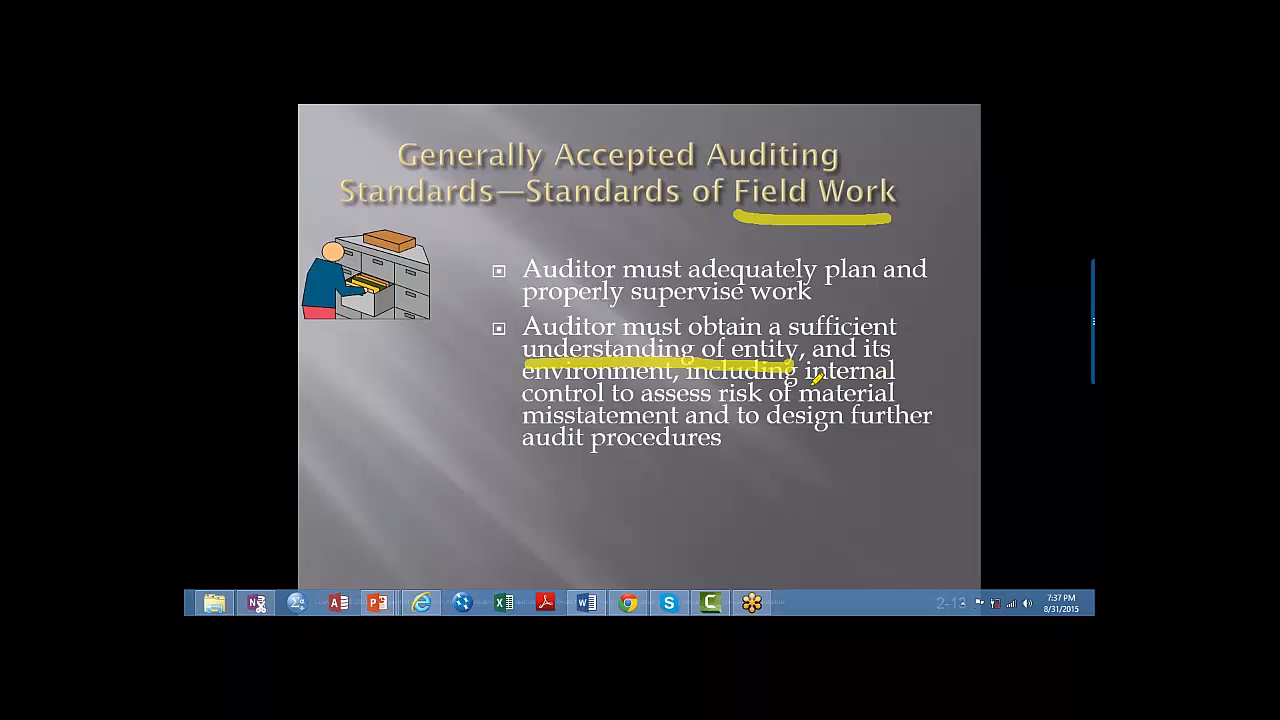 Generally Accepted Auditing
Standards—Standards of Field Work
Auditor must adequately plan and
properly supervise work
Auditor must obtain a sufficient
understanding of entity, and its
environment, including internal
control to assess risk of material
misstatement and to design further
audit procedures
2-13
7:37 PM
8/31/2015